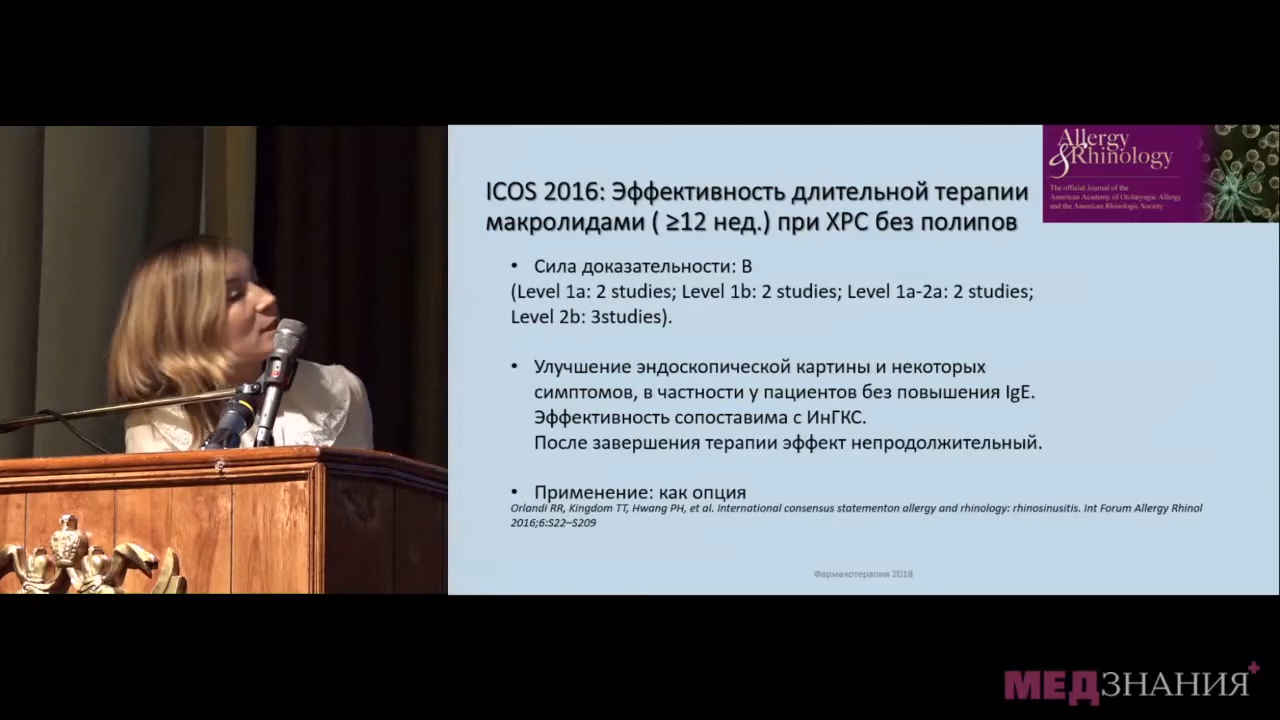 Allergy
&Rhinology
The official Journal of the
American Academy of Otolaryngic Allergy
and the American Rhinologic Society
ICOS 2016: Эффективность длительной терапии
макролидами ( ≥12 нед.) при ХРС без полипов
• Сила доказательности: B
(Level 1a: 2 studies; Level 1b: 2 studies; Level 1a-2a: 2 studies;
Level 2b: 3studies).
• Улучшение эндоскопической картины и некоторых
симптомов, в частности у пациентов без повышения IgE.
Эффективность сопоставима с ИнГКС.
После завершения терапии эффект непродолжительный.
• Применение: как опция
Orlandi RR, Kingdom TT, Hwang PH, et al. International consensus statementon allergy and rhinology: rhinosinusitis. Int Forum Allergy Rhinol
2016;6:S22–S209
Фармакотерапия 2018
МЕДЗНАНИЯ+